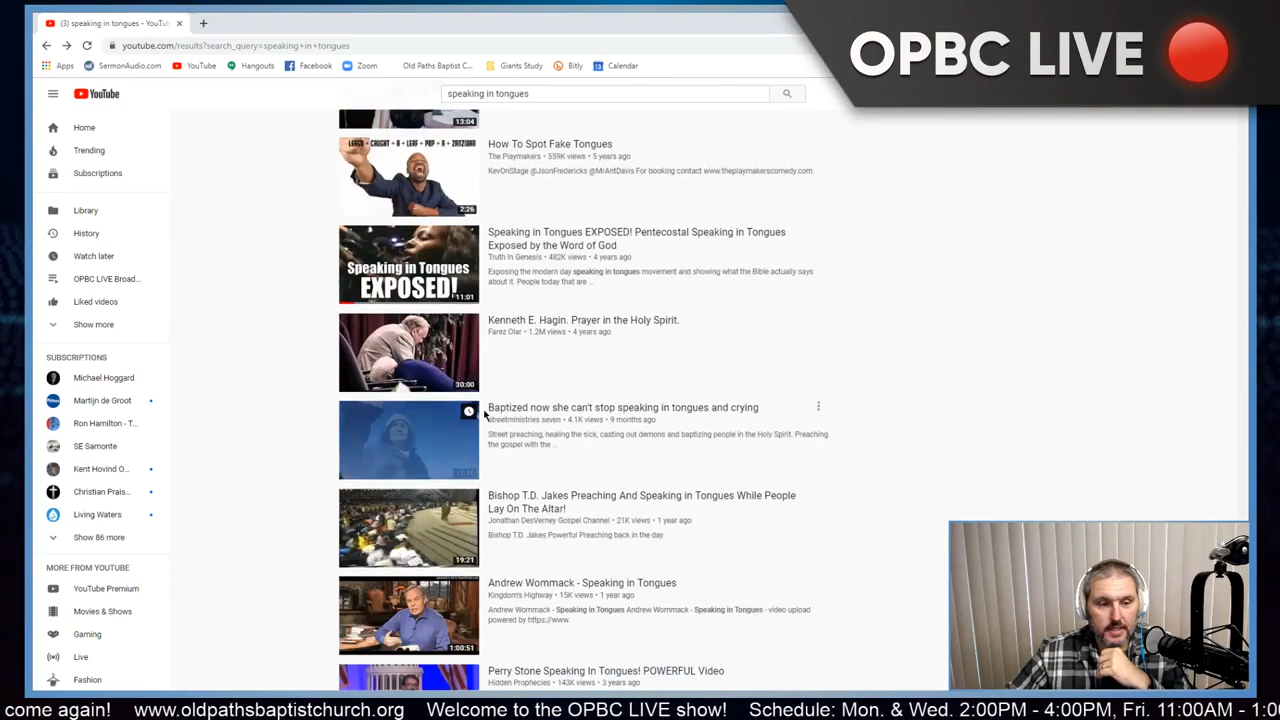 (3) speaking in tongues - YouTu
youtube.com/results?search_query=speaking+in+tongues
Apps SermonAudio.com YouTube Hangouts Facebook Zoom Old Paths Baptist C... Giants Study Bitly Calendar
OPBC LIVE
YouTube
speaking in tongues
Home
Trending
Subscriptions
Library
History
Watch later
OPBC LIVE Broad...
Liked videos
Show more
SUBSCRIPTIONS
Michael Hoggard
Martijn de Groot
Ron Hamilton - T...
SE Samonte
Kent Hovind O...
Christian Prais...
Living Waters
Show 86 more
MORE FROM YOUTUBE
YouTube Premium
Movies & Shows
Gaming
Live
Fashion
13:04
LEASH + CAUGHT + A + LEAF + POP + A + ZATZIBAR
2:26
How To Spot Fake Tongues
The Playmakers • 559K views • 5 years ago
KevOnStage @JsonFredericks @MrAntDavis For booking contact www.theplaymakerscomedy.com.
Speaking in Tongues
EXPOSED!
11:01
Speaking in Tongues EXPOSED! Pentecostal Speaking in Tongues
Exposed by the Word of God
Truth In Genesis • 482K views • 4 years ago
Exposing the modern day speaking in tongues movement and showing what the Bible actually says
about it. People today that are ...
30:00
Kenneth E. Hagin. Prayer in the Holy Spirit.
Farez Olar • 1.2M views • 4 years ago
Baptized now she can't stop speaking in tongues and crying
streetministries seven • 4.1K views • 9 months ago
Street preaching, healing the sick, casting out demons and baptizing people in the Holy Spirit. Preaching
the gospel with the ...
19:21
Bishop T.D. Jakes Preaching And Speaking in Tongues While People
Lay On The Altar!
Jonathan DesVerney Gospel Channel • 21K views • 1 year ago
Bishop T.D. Jakes Powerful Preaching back in the day.
1:00:51
Andrew Wommack - Speaking in Tongues
Kingdom's Highway • 15K views • 1 year ago
Andrew Wommack - Speaking in Tongues Andrew Wommack - Speaking in Tongues - video upload
powered by https://www.
Perry Stone Speaking In Tongues! POWERFUL Video
Hidden Prophecies • 143K views • 3 years ago
come again! www.oldpathsbaptistchurch.org Welcome to the OPBC LIVE show! Schedule: Mon. & Wed. 2:00PM - 4:00PM, Fri. 11:00AM - 1:0